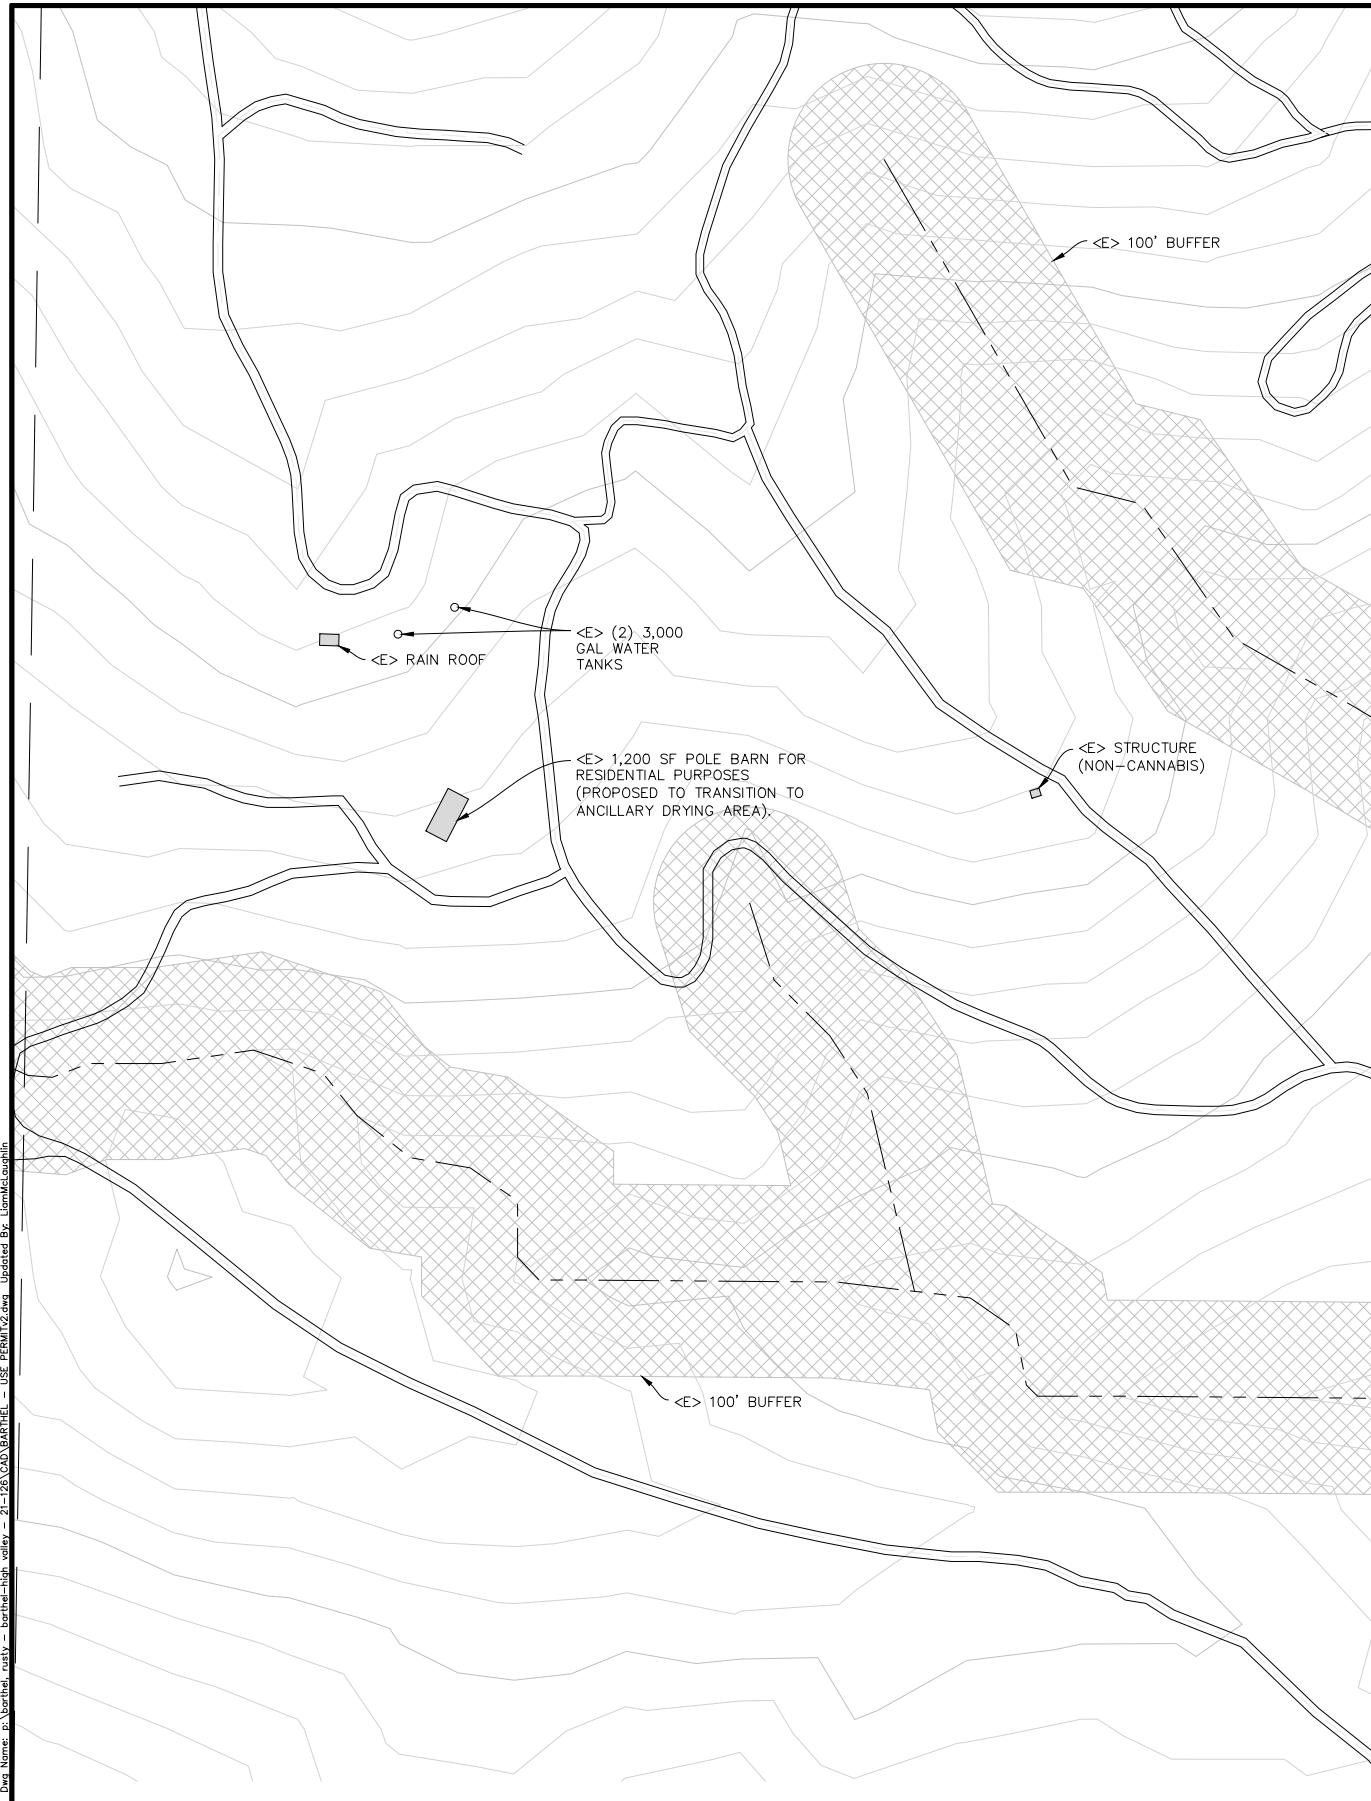 <E> 100' BUFFER
<E> (2) 3,000
GAL WATER
TANKS
<E> RAIN ROOF
<E> STRUCTURE
(NON-CANNABIS)
<E> 1,200 SF POLE BARN FOR
RESIDENTIAL PURPOSES
(PROPOSED TO TRANSITION TO
ANCILLARY DRYING AREA).
<E> 100' BUFFER
Dwg Name: p:\barthel, rusty - barthel-high valley - 21-126\CAD\BARTHEL - USE PERMITv2.dwg Updated By: LiamMcLaughlin